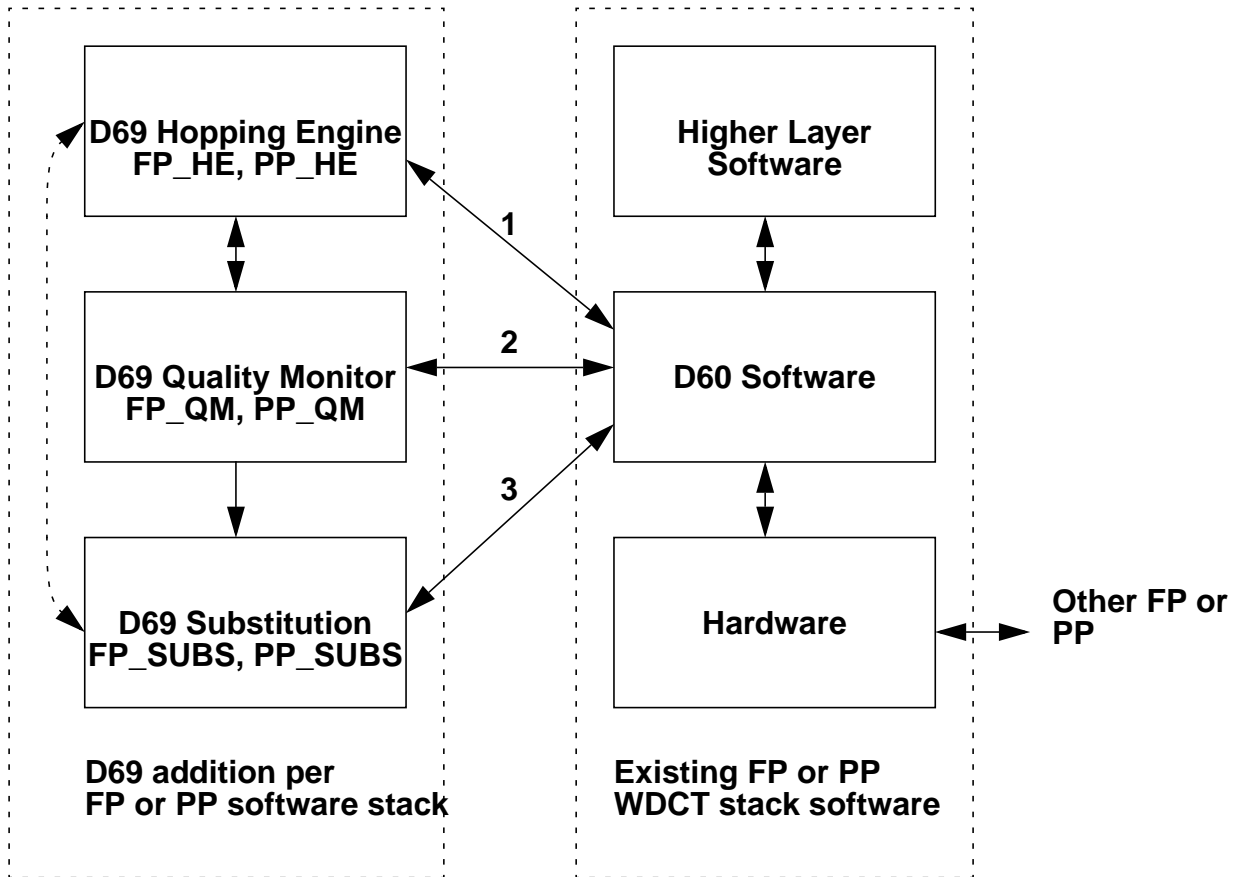 D69 Hopping Engine
FP_HE, PP_HE
Higher Layer
Software
1
D69 Quality Monitor
FP_QM, PP_QM
2
D60 Software
3
D69 Substitution
FP_SUBS, PP_SUBS
Hardware
Other FP or
PP
D69 addition per
FP or PP software stack
Existing FP or PP
WDCT stack software